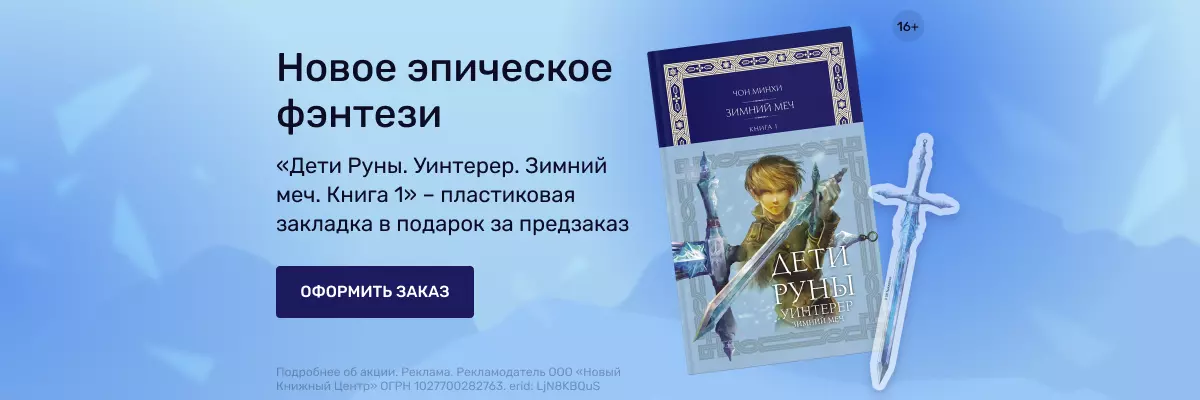 Новое эпическое
фэнтези
«Дети Руны. Уинтерер. Зимний
меч. Книга 1» – пластиковая
закладка в подарок за предзаказ
ОФОРМИТЬ ЗАКАЗ
Подробнее об акции. Реклама. Рекламодатель ООО «Новый
Книжный Центр» ОГРН 1027700282763. erid: LjN8KBQuS
16+
ЧОН МИНХИ
ЗИМНИЙ МЕЧ
КНИГА 1
ДЕТИ
РУНЫ
УИНТЕРЕР
ЗИМНИЙ МЕЧ